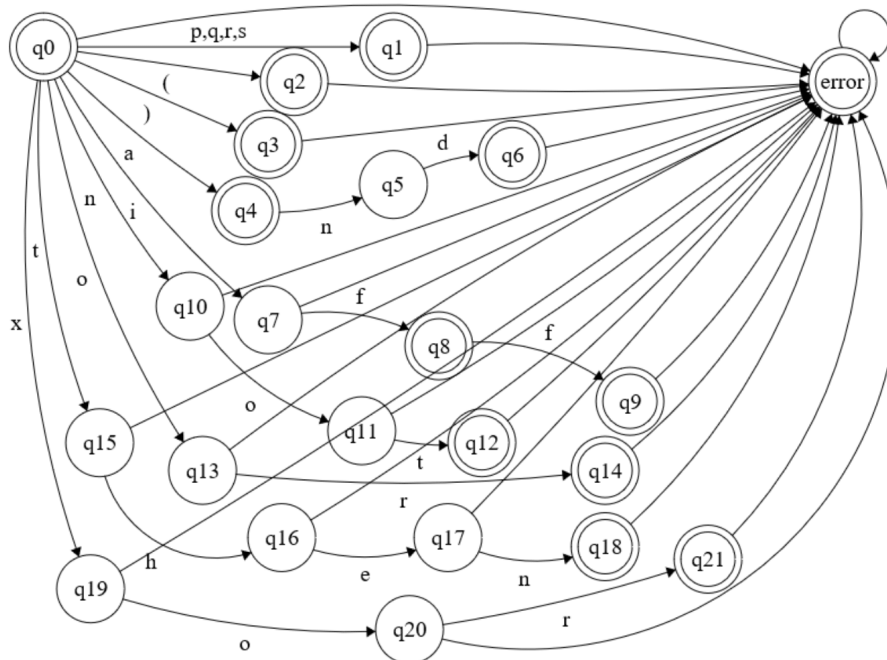 p,q,r,s
q0
q1
(
q2
error
)
q3
d
a
q5
q6
n
i
q4
n
t
o
q10
q7
f
x
q8
f
o
q9
q15
q11
q12
q13
t
q14
r
h
q16
q17
q18
e
n
q21
q19
q20
r
o